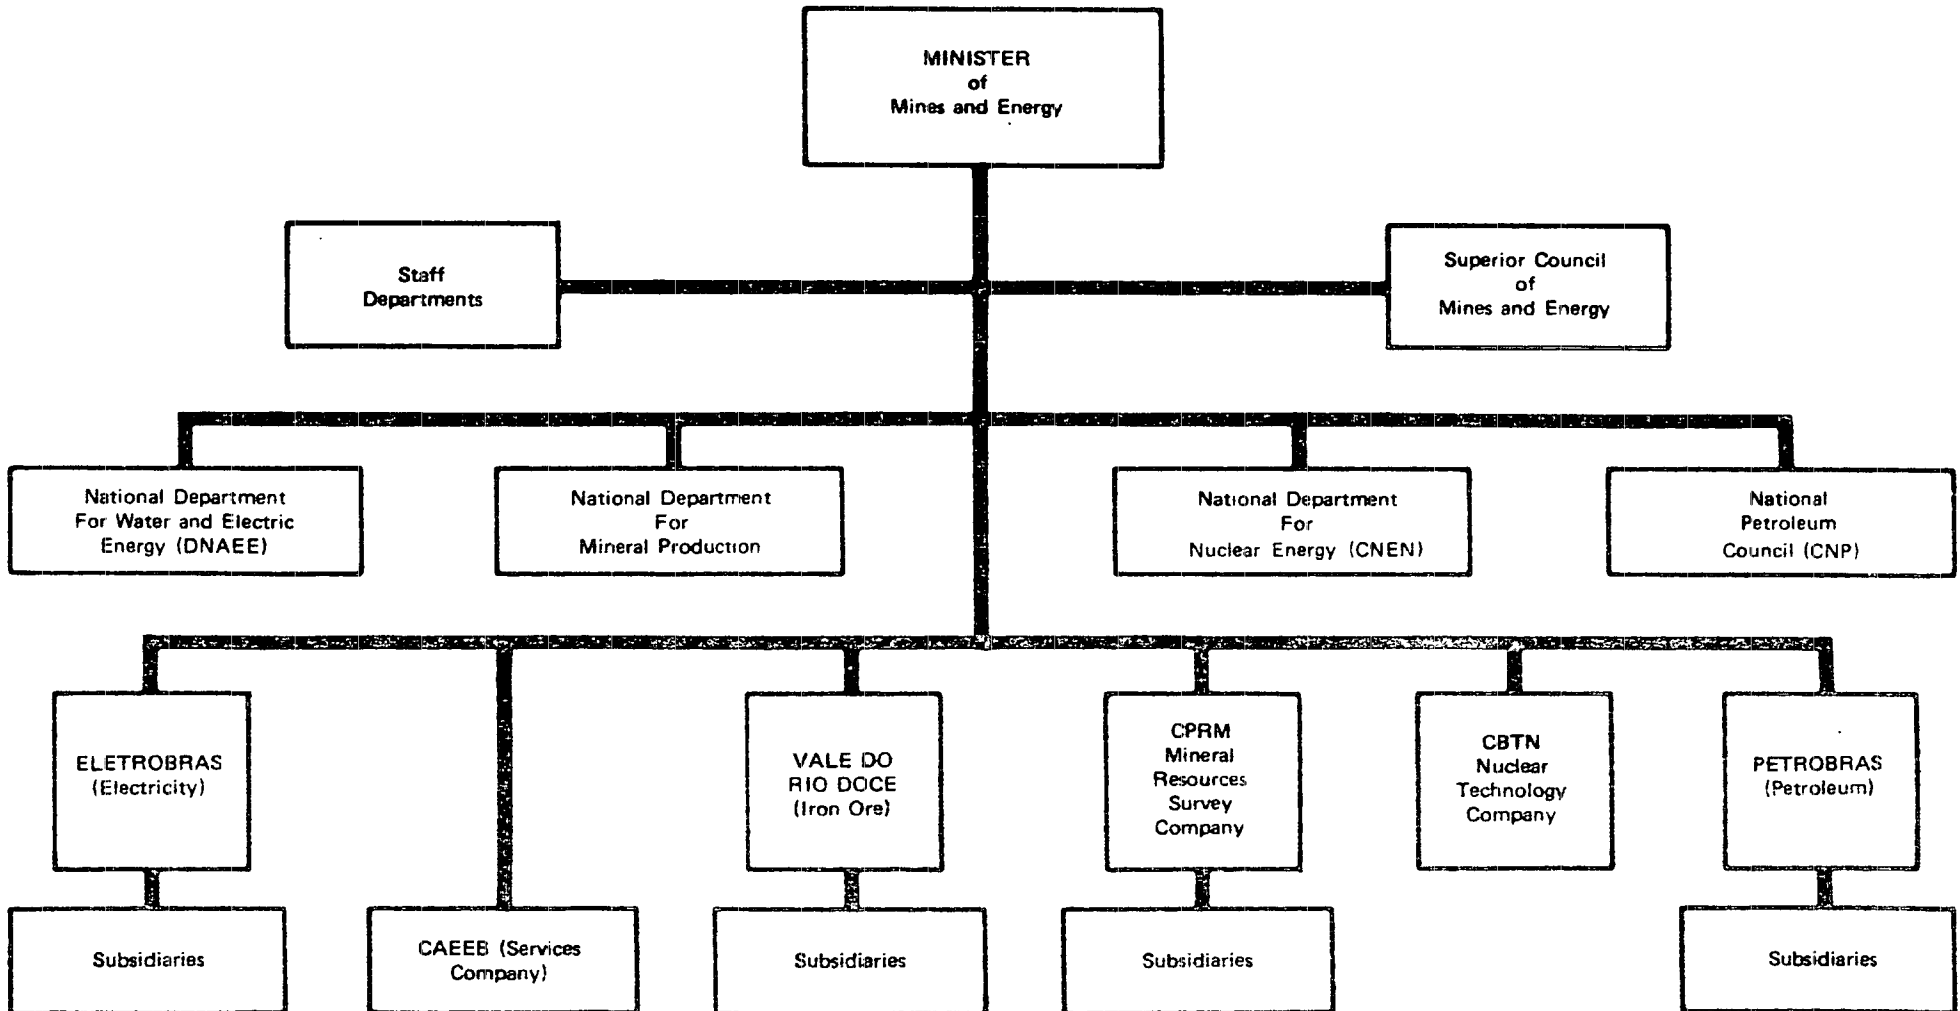 MINISTER
of
Mines and Energy
Staff
Departments
Superior Council
of
Mines and Energy
National Department
For Water and Electric
Energy (DNAEE)
National Department
For
Mineral Production
National Department
For
Nuclear Energy (CNEN)
National
Petroleum
Council (CNP)
ELETROBRAS
(Electricity)
VALE DO
RIO DOCE
(Iron Ore)
CPRM
Mineral
Resources
Survey
Company
CBTN
Nuclear
Technology
Company
PETROBRAS
(Petroleum)
Subsidiaries
CAEEB (Services
Company)
Subsidiaries
Subsidiaries
Subsidiaries